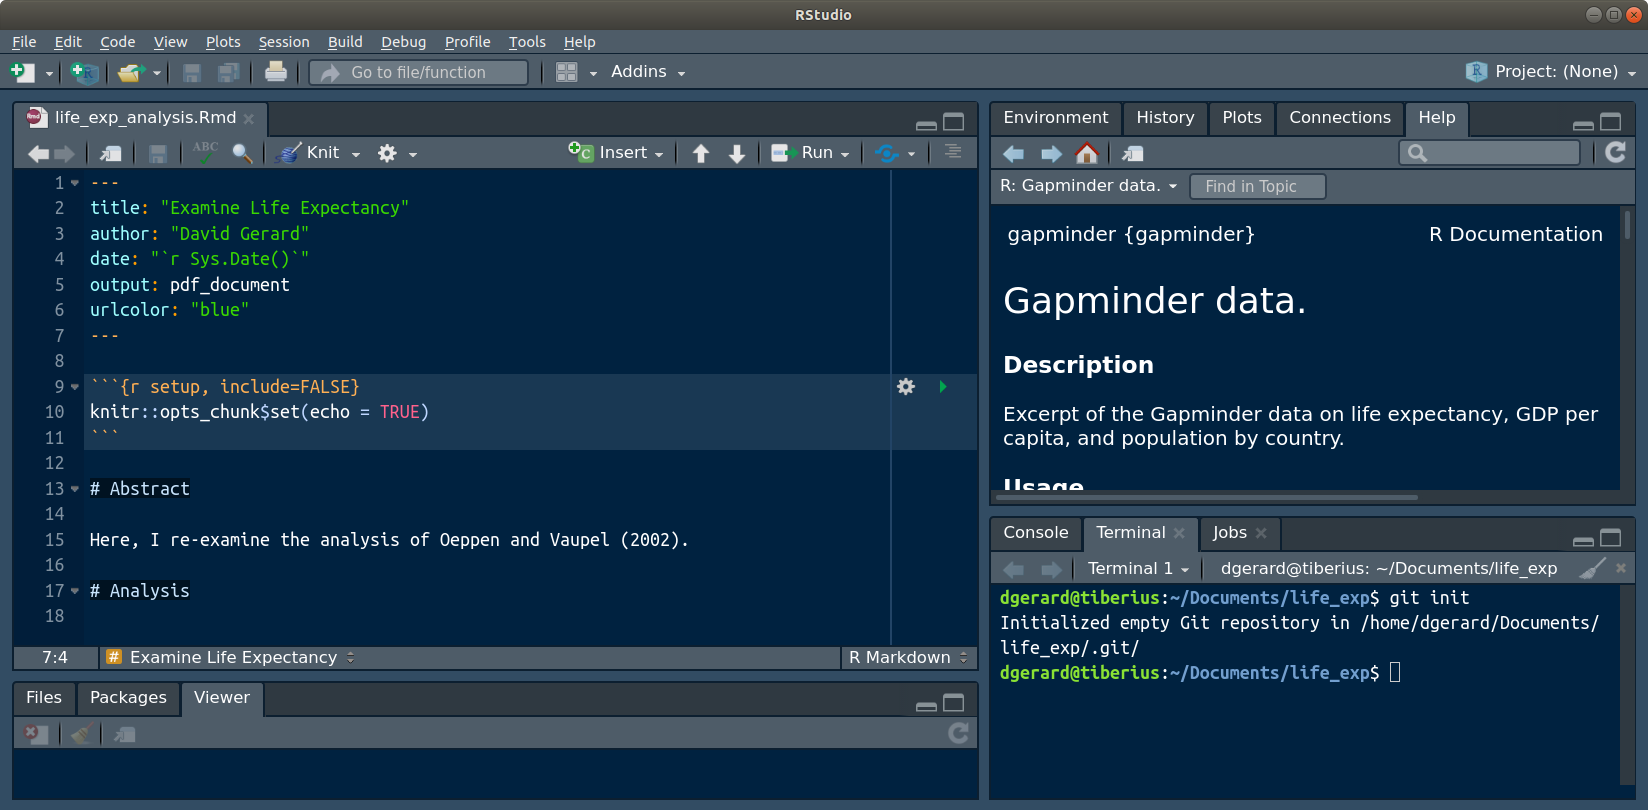 RStudio
File Edit Code View Plots Session Build Debug Profile Tools Help
Go to file/function Addins Project: (None)
life_exp_analysis.Rmd
ABC Knit Insert Run
1 ---
2 title: "Examine Life Expectancy"
3 author: "David Gerard"
4 date: "`r Sys.Date()`"
5 output: pdf_document
6 urlcolor: "blue"
7 ---
8
9 ```{r setup, include=FALSE}
10 knitr::opts_chunk$set(echo = TRUE)
11 ```
12
13 # Abstract
14
15 Here, I re-examine the analysis of Oeppen and Vaupel (2002).
16
17 # Analysis
18
7:4 # Examine Life Expectancy R Markdown
Files Packages Viewer
Environment History Plots Connections Help
R: Gapminder data. Find in Topic
gapminder {gapminder} R Documentation
Gapminder data.
Description
Excerpt of the Gapminder data on life expectancy, GDP per
capita, and population by country.
Usage
Console Terminal Jobs
Terminal 1 dgerard@tiberius: ~/Documents/life_exp
dgerard@tiberius:~/Documents/life_exp$ git init
Initialized empty Git repository in /home/dgerard/Documents/
life_exp/.git/
dgerard@tiberius:~/Documents/life_exp$